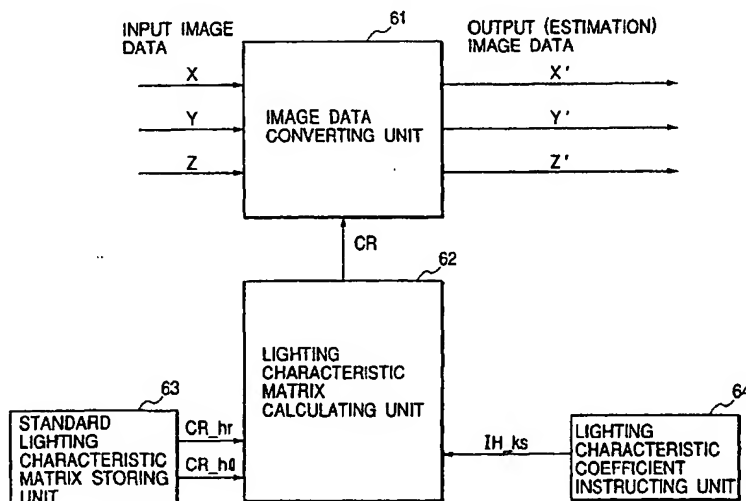 INPUT IMAGE
DATA
61
OUTPUT (ESTIMATION)
IMAGE DATA
X
Y
Z
IMAGE DATA
CONVERTING UNIT
X'
Y'
Z'
CR
62
LIGHTING
CHARACTERISTIC
MATRIX
CALCULATING UNIT
63
STANDARD
LIGHTING
CHARACTERISTIC
MATRIX STORING
UNIT
CR_hr
CR_hℓ
IH_ks
64
LIGHTING
CHARACTERISTIC
COEFFICIENT
INSTRUCTING UNIT